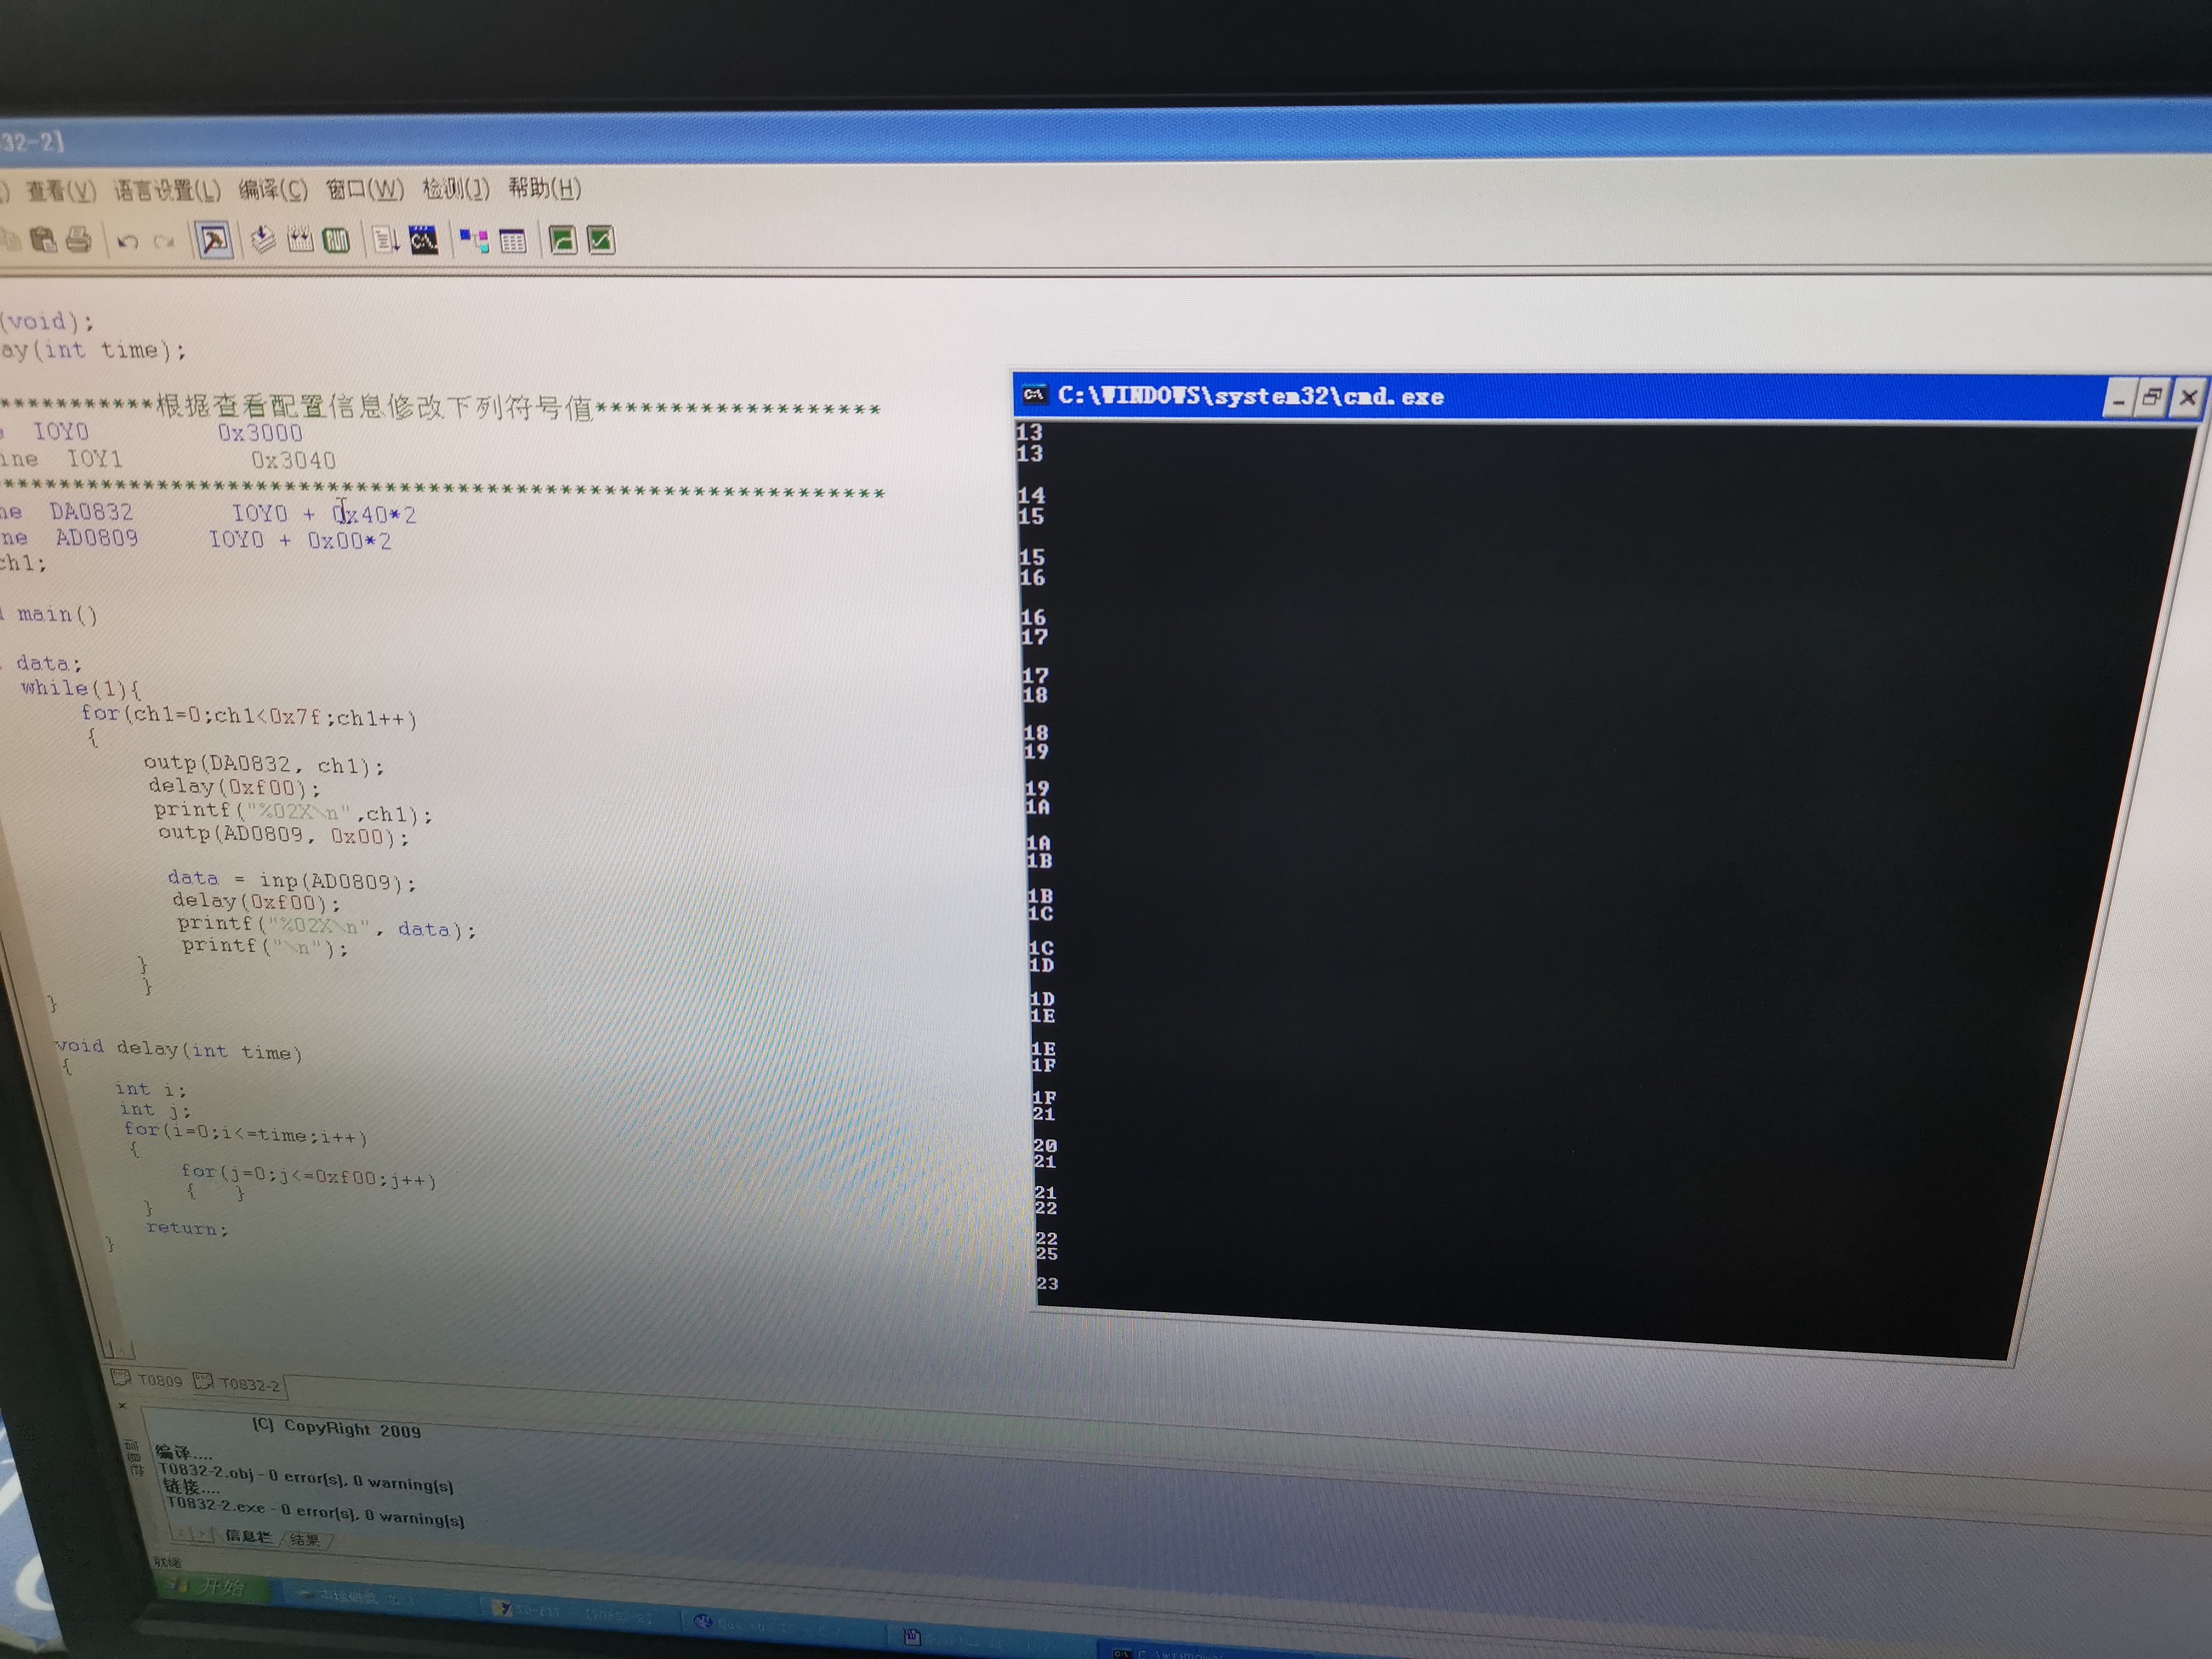 32-2]
) 查看(V) 语言设置(L) 编译(C) 窗口(W) 检测(J) 帮助(H)
RUN
C:\
(void);
ay(int time);
***********根据查看配置信息修改下列符号值*******************
IOY0 0x3000
ine IOY1 0x3040
ne DA0832 IOY0 + 0x40*2
ne AD0809 IOY0 + 0x00*2
ch1;
main()
data;
while(1){
for(ch1=0;ch1<0x7f;ch1++)
{
outp(DA0832, ch1);
delay(0xf00);
printf("%02X\n",ch1);
outp(AD0809, 0x00);
data = inp(AD0809);
delay(0xf00);
printf("%02X\n", data);
printf("\n");
}
}
}
void delay(int time)
{
int i;
int j;
for(i=0;i<=time;i++)
{
for(j=0;j<=0xf00;j++)
{ }
}
return;
}
T0809 T0832-2
(C) CopyRight 2009
编译....
T0832-2.obj - 0 error(s), 0 warning(s)
链接....
T0832-2.exe - 0 error(s), 0 warning(s)
信息栏 结果
信息栏
就绪
开始
C:\WINDOWS\system32\cmd.exe
13
13
14
15
15
16
16
17
17
18
18
19
19
1A
1A
1B
1B
1C
1C
1D
1D
1E
1E
1F
1F
21
20
21
21
22
22
25
23